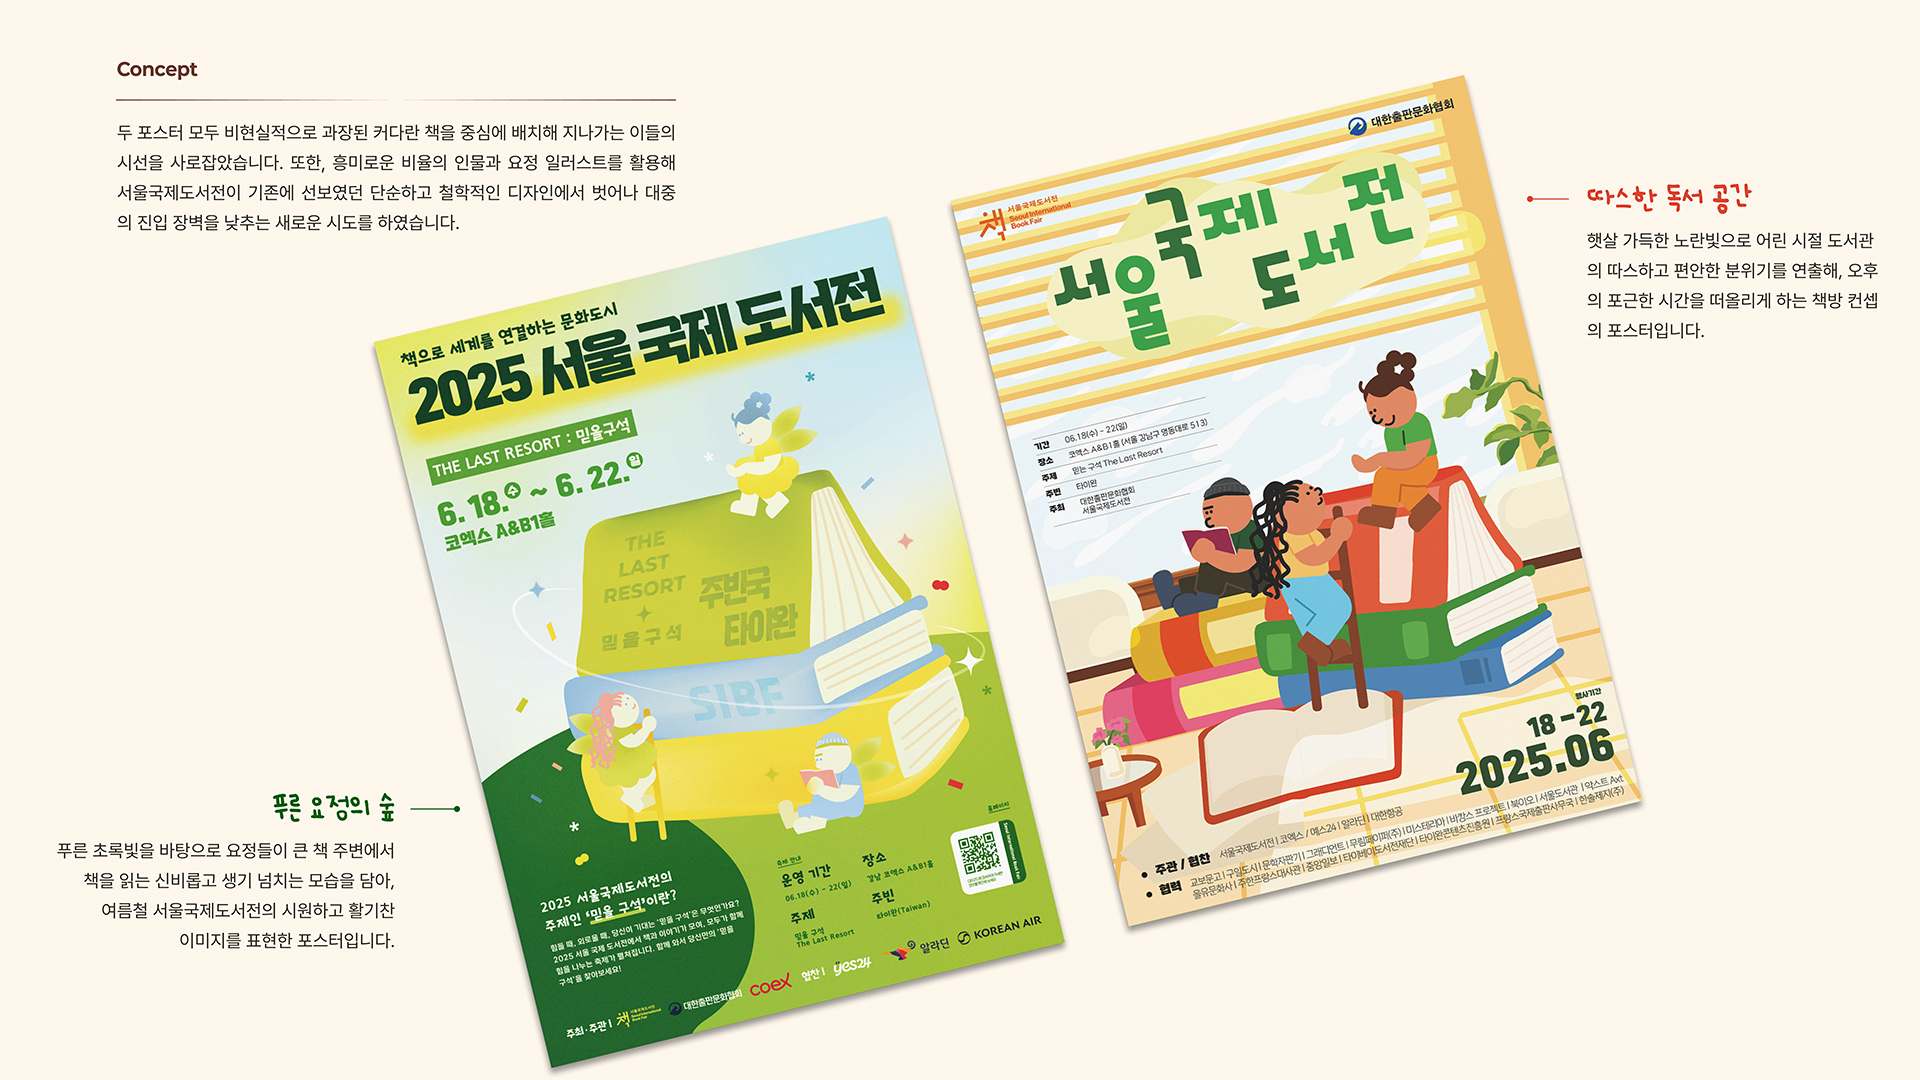 Concept
두 포스터 모두 비현실적으로 과장된 커다란 책을 중심에 배치해 지나가는 이들의
시선을 사로잡았습니다. 또한, 흥미로운 비율의 인물과 요정 일러스트를 활용해
서울국제도서전이 기존에 선보였던 단순하고 철학적인 디자인에서 벗어나 대중
의 진입 장벽을 낮추는 새로운 시도를 하였습니다.
책으로 세계를 연결하는 문화도시
2025 서울 국제 도서전
THE LAST RESORT : 믿을구석
6. 18.수 ~ 6. 22.일
코엑스 A&B1홀
THE
LAST
RESORT
믿을구석
주빈국
타이완
SIBF
홈페이지
Seoul International Book Fair
2025 서울국제도서전의
주제인 '믿을 구석'이란?
힘들 때, 외로울 때, 당신이 기대는 '믿을 구석'은 무엇인가요?
2025 서울 국제 도서전에서 책과 이야기가 모여, 모두가 함께
힘을 나누는 축제가 펼쳐집니다. 함께 와서 당신만의 '믿을
구석'을 찾아보세요!
축제 안내
운영 기간
06.18(수) - 22(일)
장소
강남 코엑스 A&B1홀
주제
믿을 구석
The Last Resort
주빈
타이완(Taiwan)
주최·주관 |
책
서울국제도서전
Seoul International
Book Fair
대한출판문화협회
coex
협찬 |
yes24
알라딘
KOREAN AIR
푸른 요정의 숲
푸른 초록빛을 바탕으로 요정들이 큰 책 주변에서
책을 읽는 신비롭고 생기 넘치는 모습을 담아,
여름철 서울국제도서전의 시원하고 활기찬
이미지를 표현한 포스터입니다.
대한출판문화협회
책
서울국제도서전
Seoul International
Book Fair
서울국제
도서전
기간 06.18(수) - 22(일)
장소 코엑스 A&B1홀 (서울 강남구 영동대로 513)
주제 믿는 구석 The Last Resort
주빈 타이완
주최 대한출판문화협회
서울국제도서전
행사기간
18 - 22
2025.06
주관 / 협찬 서울국제도서전 | 코엑스 / 예스24 | 알라딘 | 대한항공
협력 교보문고 | 구일도시 | 문학자판기 | 그래디언트 | 무림페이퍼(주) | 미스테리아 | 바캉스 프로젝트 | 북이오 | 서울도서관 | 악스트 Axt
을유문화사 | 주한프랑스대사관 | 중앙일보 | 타이베이도서전재단 | 타이완콘텐츠진흥원 | 프랑스국제출판사무국 | 한솔제지(주)
따스한 독서 공간
햇살 가득한 노란빛으로 어린 시절 도서관
의 따스하고 편안한 분위기를 연출해, 오후
의 포근한 시간을 떠올리게 하는 책방 컨셉
의 포스터입니다.